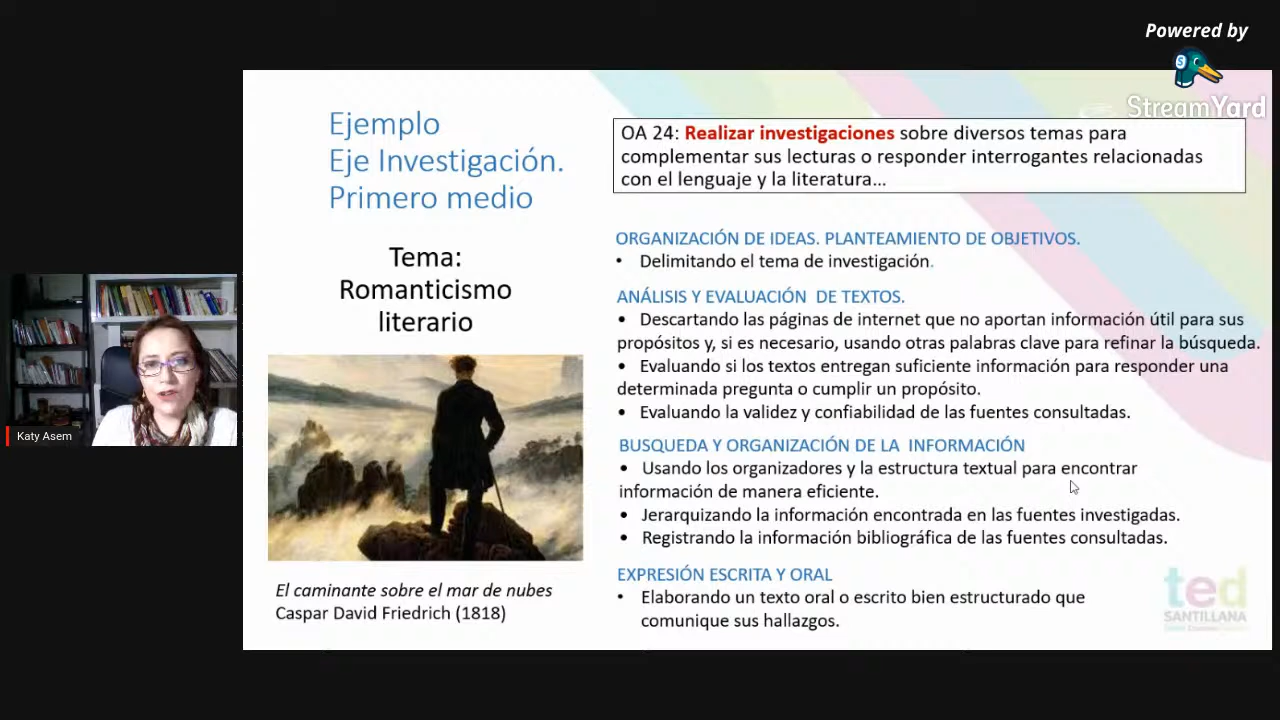 Powered by
StreamYard
Ejemplo
Eje Investigación.
Primero medio
OA 24: Realizar investigaciones sobre diversos temas para
complementar sus lecturas o responder interrogantes relacionadas
con el lenguaje y la literatura...
Tema:
Romanticismo
literario
El caminante sobre el mar de nubes
Caspar David Friedrich (1818)
ORGANIZACIÓN DE IDEAS. PLANTEAMIENTO DE OBJETIVOS.
• Delimitando el tema de investigación.
ANÁLISIS Y EVALUACIÓN DE TEXTOS.
• Descartando las páginas de internet que no aportan información útil para sus
propósitos y, si es necesario, usando otras palabras clave para refinar la búsqueda.
• Evaluando si los textos entregan suficiente información para responder una
determinada pregunta o cumplir un propósito.
• Evaluando la validez y confiabilidad de las fuentes consultadas.
BUSQUEDA Y ORGANIZACIÓN DE LA INFORMACIÓN
• Usando los organizadores y la estructura textual para encontrar
información de manera eficiente.
• Jerarquizando la información encontrada en las fuentes investigadas.
• Registrando la información bibliográfica de las fuentes consultadas.
EXPRESIÓN ESCRITA Y ORAL
• Elaborando un texto oral o escrito bien estructurado que
comunique sus hallazgos.
ted
SANTILLANA
Katy Asem